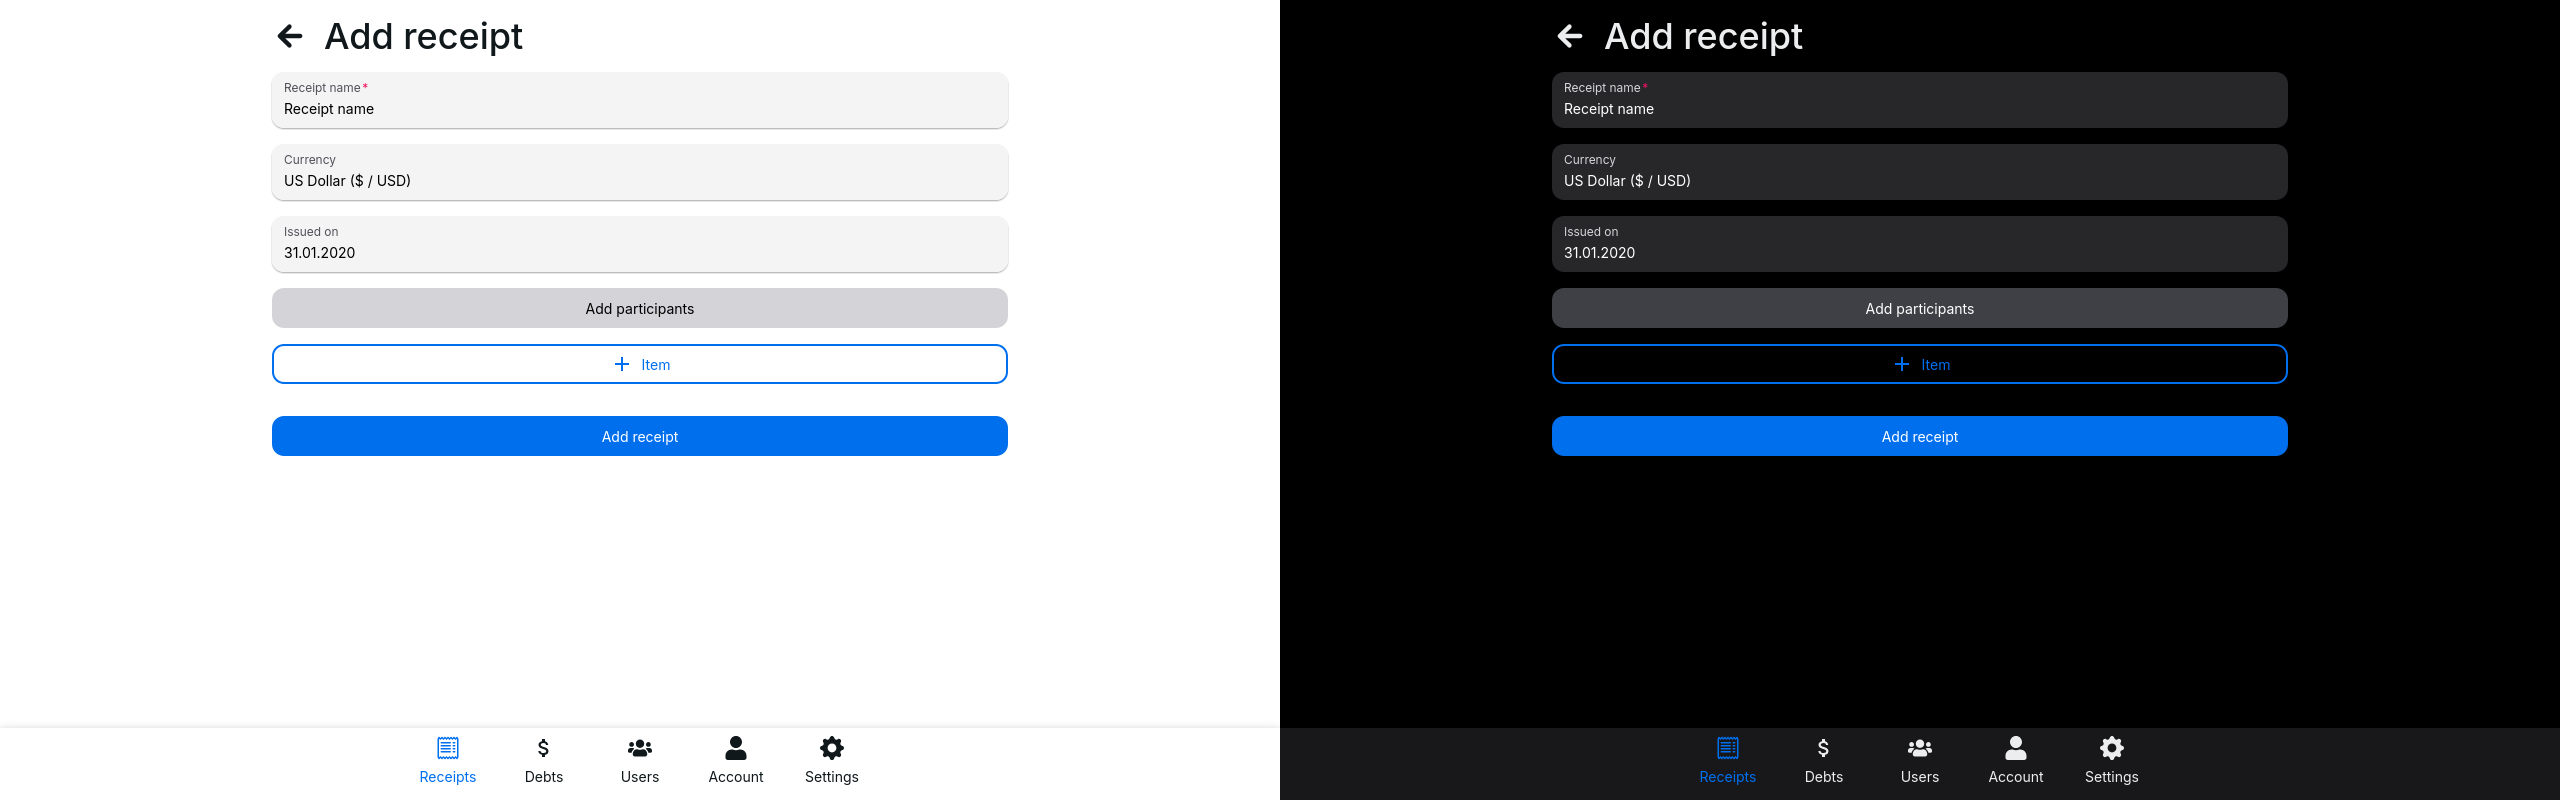 Add receipt
Receipt name*
Receipt name
Currency
US Dollar ($ / USD)
Issued on
31.01.2020
Add participants
Item
Add receipt
Receipts
Debts
Users
Account
Settings
Add receipt
Receipt name*
Receipt name
Currency
US Dollar ($ / USD)
Issued on
31.01.2020
Add participants
Item
Add receipt
Receipts
Debts
Users
Account
Settings